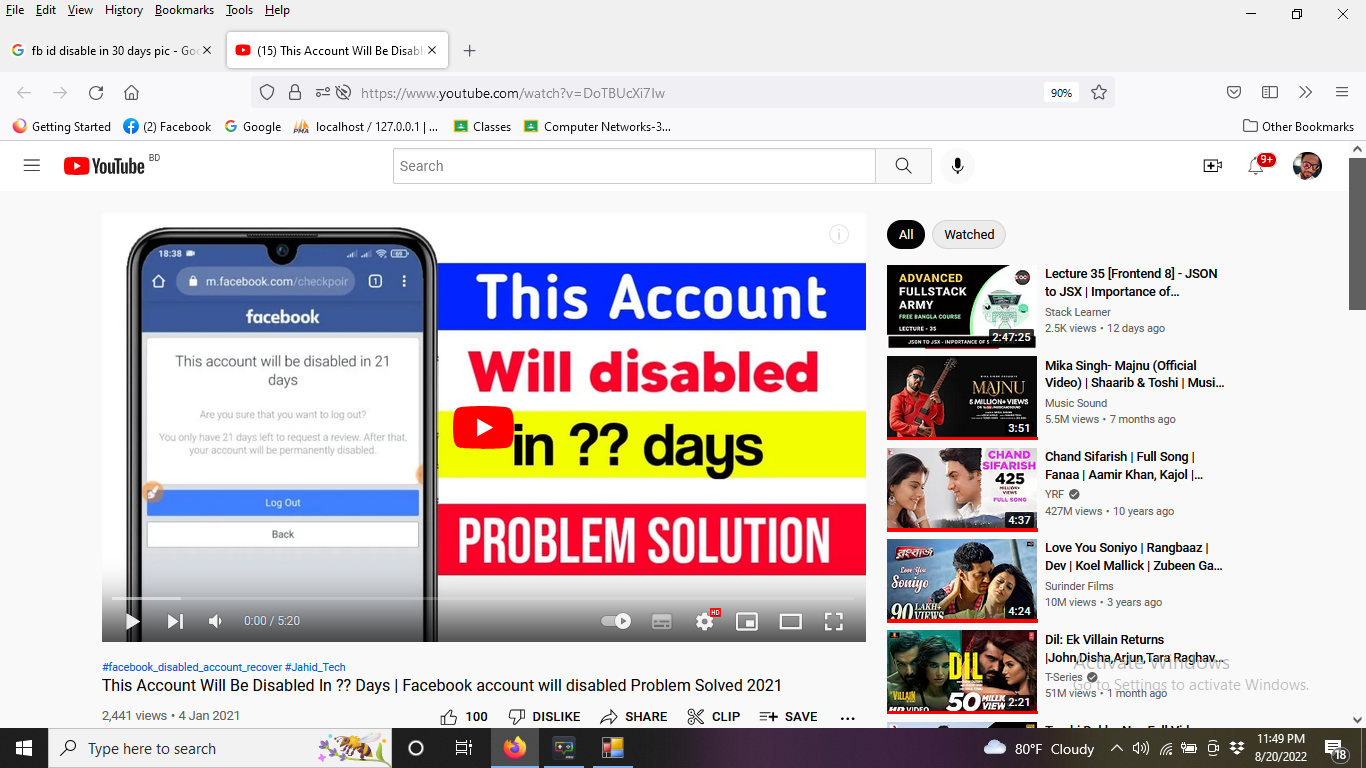 File Edit View History Bookmarks Tools Help
fb id disable in 30 days pic - Goo
(15) This Account Will Be Disabl
https://www.youtube.com/watch?v=DoTBUcXi7Iw
90%
Getting Started
(2) Facebook
Google
localhost / 127.0.0.1 | ...
Classes
Computer Networks-3...
Other Bookmarks
YouTube BD
Search
9+
18:38
m.facebook.com/checkpoir
1
facebook
This account will be disabled in 21
days
Are you sure that you want to log out?
You only have 21 days left to request a review. After that,
your account will be permanently disabled.
Log Out
Back
This Account
Will disabled
in ?? days
PROBLEM SOLUTION
0:00 / 5:20
HD
#facebook_disabled_account_recover #Jahid_Tech
This Account Will Be Disabled In ?? Days | Facebook account will disabled Problem Solved 2021
2,441 views • 4 Jan 2021
100 DISLIKE SHARE CLIP SAVE ...
All Watched
ADVANCED
FULLSTACK
ARMY
FREE BANGLA COURSE
LECTURE - 35
2:47:25
Lecture 35 [Frontend 8] - JSON
to JSX | Importance of...
Stack Learner
2.5K views • 12 days ago
MAJNU
5 MILLION+ VIEWS
3:51
Mika Singh- Majnu (Official
Video) | Shaarib & Toshi | Musi...
Music Sound
5.5M views • 7 months ago
CHAND
SIFARISH
425
MILLION+
VIEWS
FULL SONG
4:37
Chand Sifarish | Full Song |
Fanaa | Aamir Khan, Kajol |...
YRF
427M views • 10 years ago
রংবাজ
Love You
Soniyo
90 LAKH+
VIEWS
4:24
Love You Soniyo | Rangbaaz |
Dev | Koel Mallick | Zubeen Ga...
Surinder Films
10M views • 3 years ago
DIL
VILLAIN
HD VIDEO
50
2:21
Dil: Ek Villain Returns
|John,Disha,Arjun,Tara Raghav...
T-Series
51M views • 1 month ago
Activate Windows
Go to Settings to activate Windows.
Type here to search
80°F Cloudy
11:49 PM
8/20/2022
18